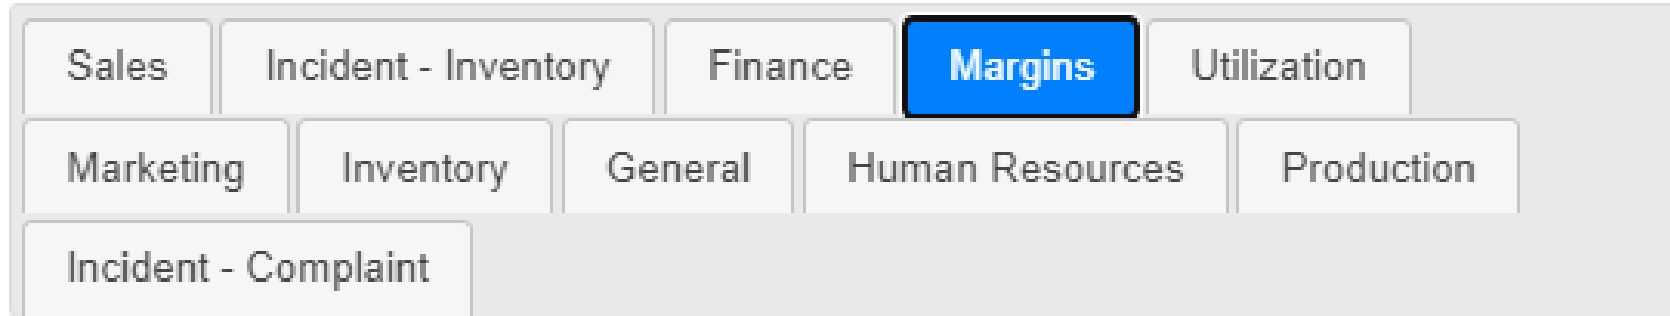 Sales Incident - Inventory Finance Margins Utilization
Marketing Inventory General Human Resources Production
Incident - Complaint